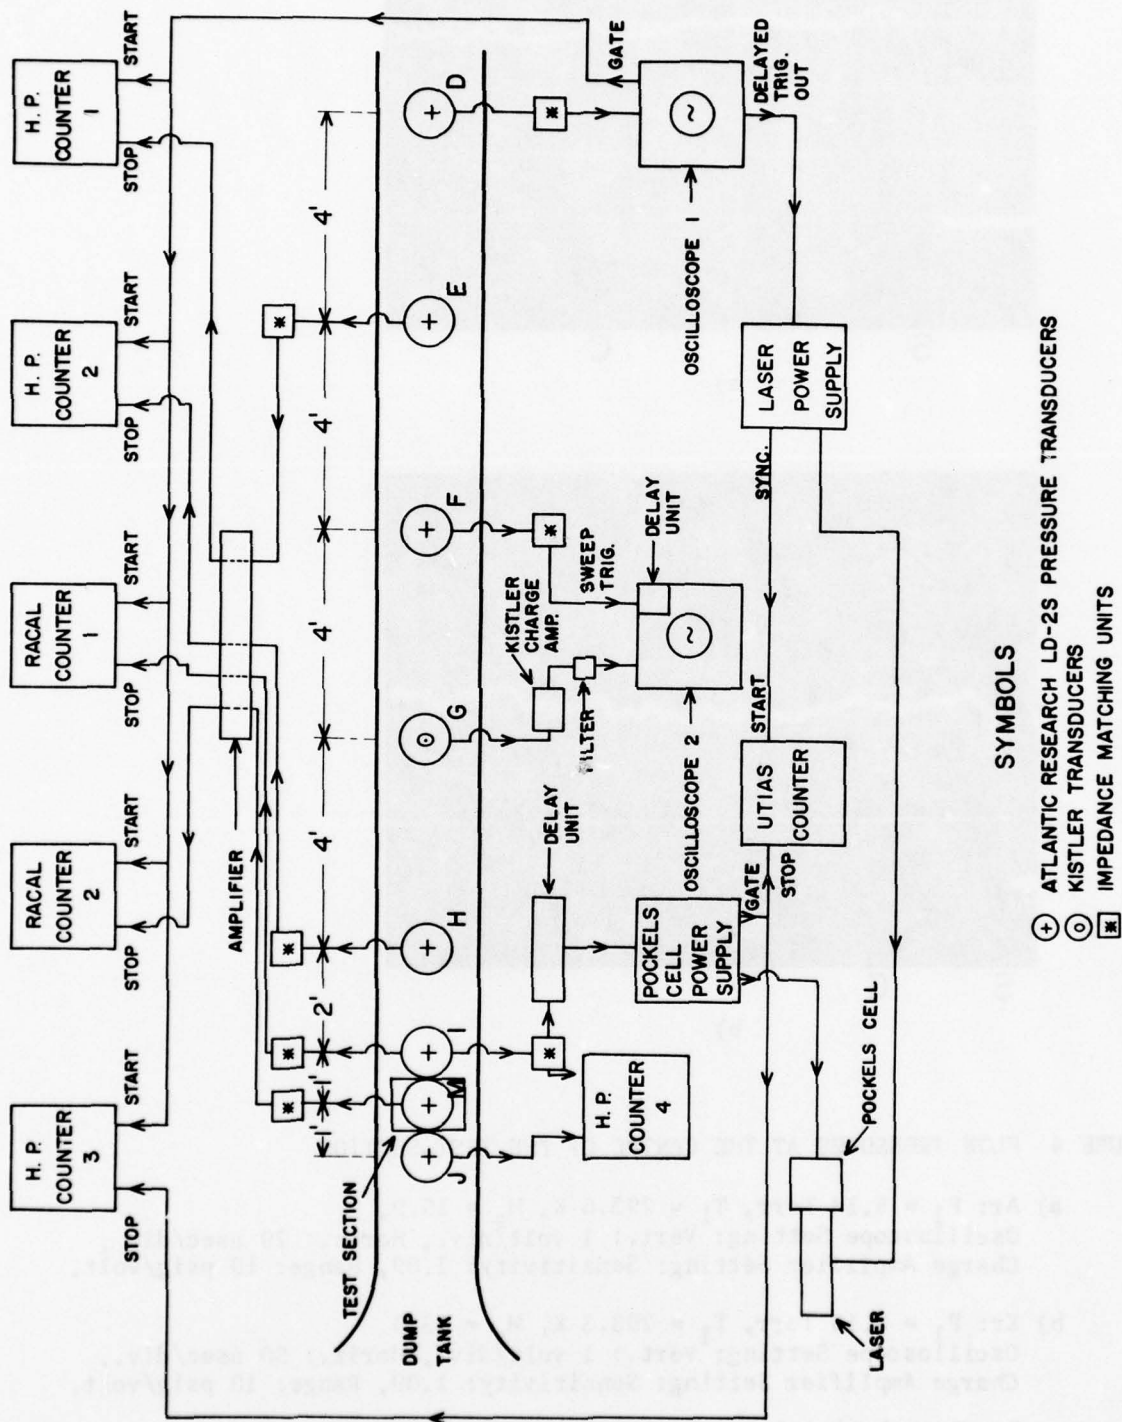 H. P.
COUNTER
3
RACAL
COUNTER
2
RACAL
COUNTER
1
H. P.
COUNTER
2
H. P.
COUNTER
1
STOP
START
STOP
START
STOP
START
STOP
START
STOP
START
AMPLIFIER
1'
1'
2'
4'
4'
4'
4'
TEST SECTION
DUMP
TANK
J
M
I
H
G
F
E
D
H. P.
COUNTER
4
DELAY
UNIT
KISTLER
CHARGE
AMP.
FILTER
SWEEP
TRIG.
DELAY
UNIT
GATE
OSCILLOSCOPE 1
DELAYED
TRIG.
OUT
POCKELS
CELL
POWER
SUPPLY
OSCILLOSCOPE 2
GATE
STOP
START
UTIAS
COUNTER
SYNC.
LASER
POWER
SUPPLY
LASER
POCKELS CELL
SYMBOLS
ATLANTIC RESEARCH LD-2S PRESSURE TRANSDUCERS
KISTLER TRANSDUCERS
IMPEDANCE MATCHING UNITS